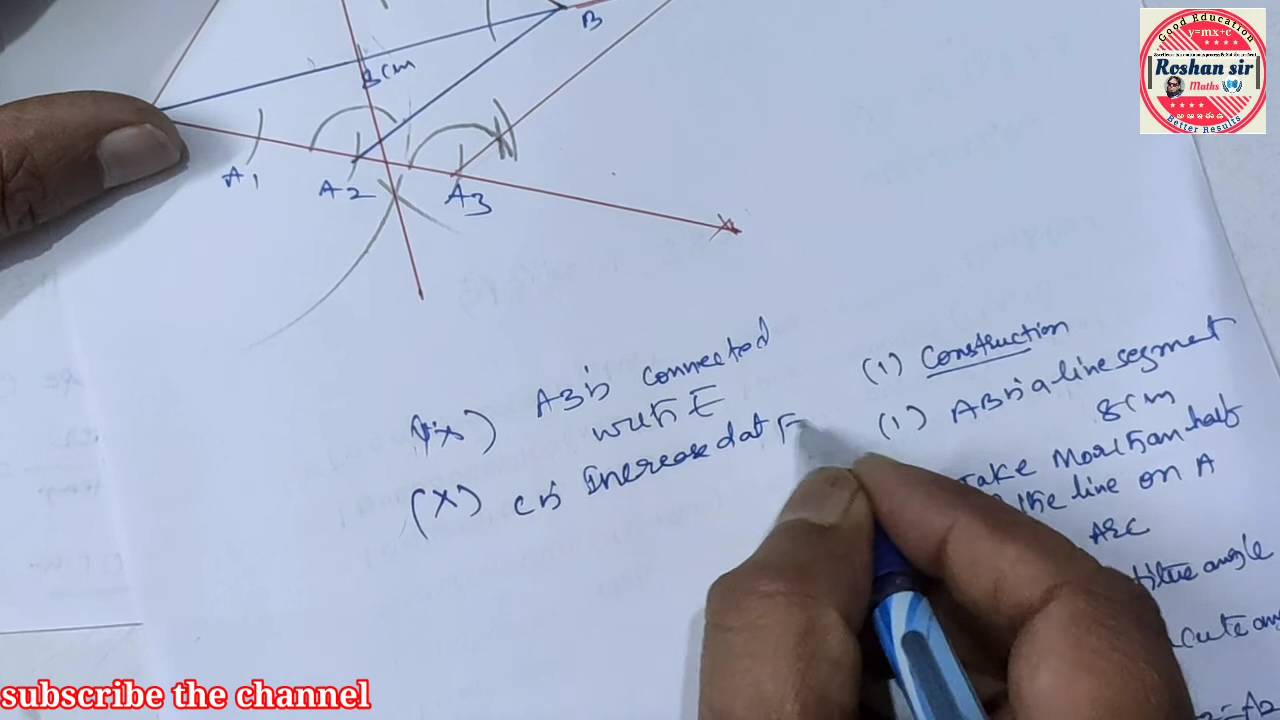 Good Education
y=mx+c
Roshan sir
Maths
Better Results
B
8cm
A1
A2
A3
(ix) A3 is connected
with E
(X) C is Increased at F
(1) Construction
(1) AB is a line segment
8cm
Take More than half
the line on A
Arc
angle
A2
subscribe the channel